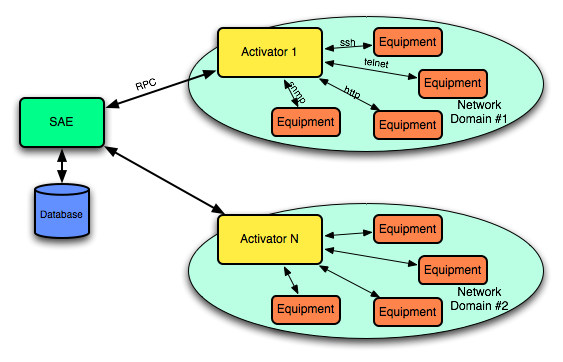 Activator 1
ssh
Equipment
telnet
Equipment
RPC
snmp
http
Network
Domain #1
SAE
Equipment
Equipment
Database
Activator N
Equipment
Equipment
Network
Domain #2
Equipment
Equipment